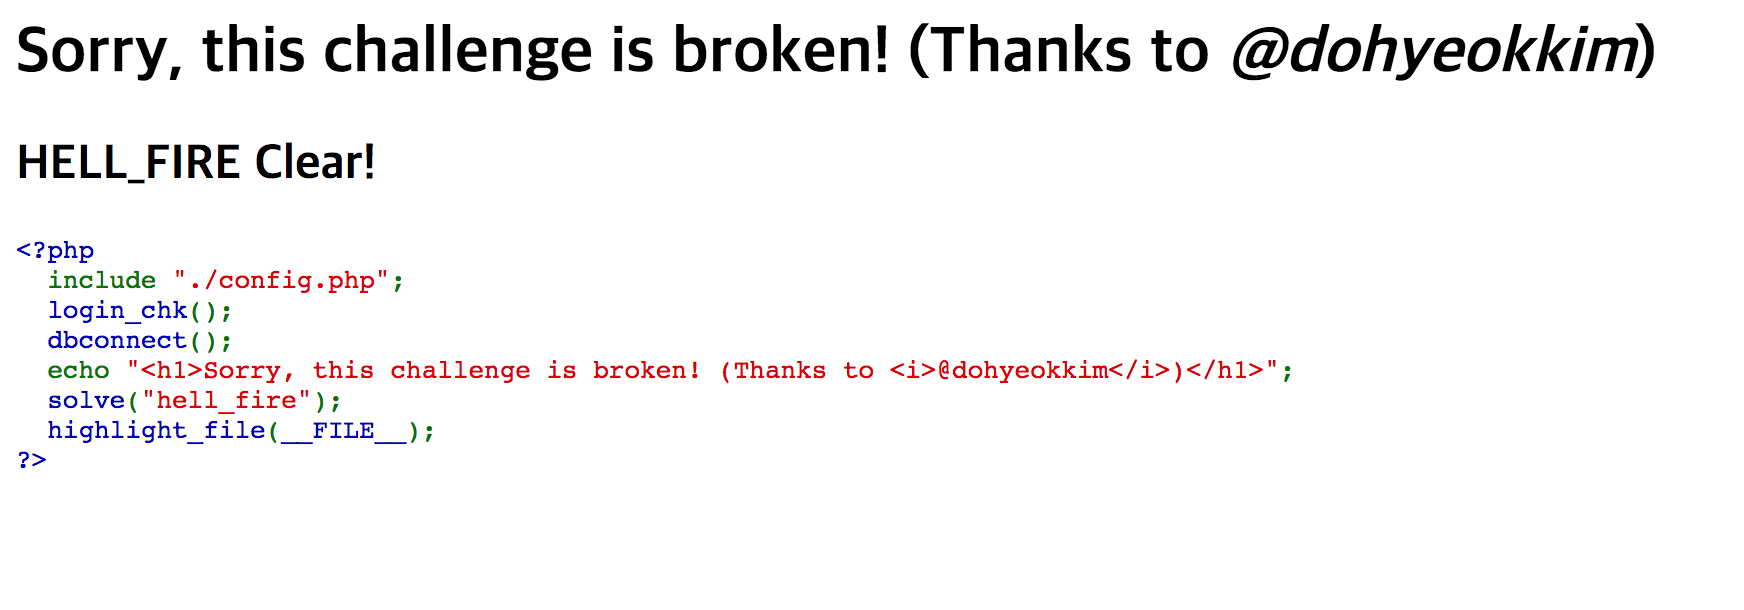 Sorry, this challenge is broken! (Thanks to @dohyeokkim)
HELL_FIRE Clear!
<?php
include "./config.php";
login_chk();
dbconnect();
echo "<h1>Sorry, this challenge is broken! (Thanks to <i>@dohyeokkim</i>)</h1>";
solve("hell_fire");
highlight_file(__FILE__);
?>